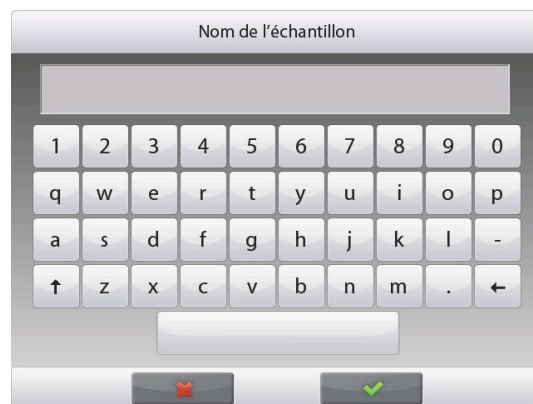 Nom de l'échantillon
1 2 3 4 5 6 7 8 9 0
q w e r t y u i o p
a s d f g h j k l -
↑ z x c v b n m . ←